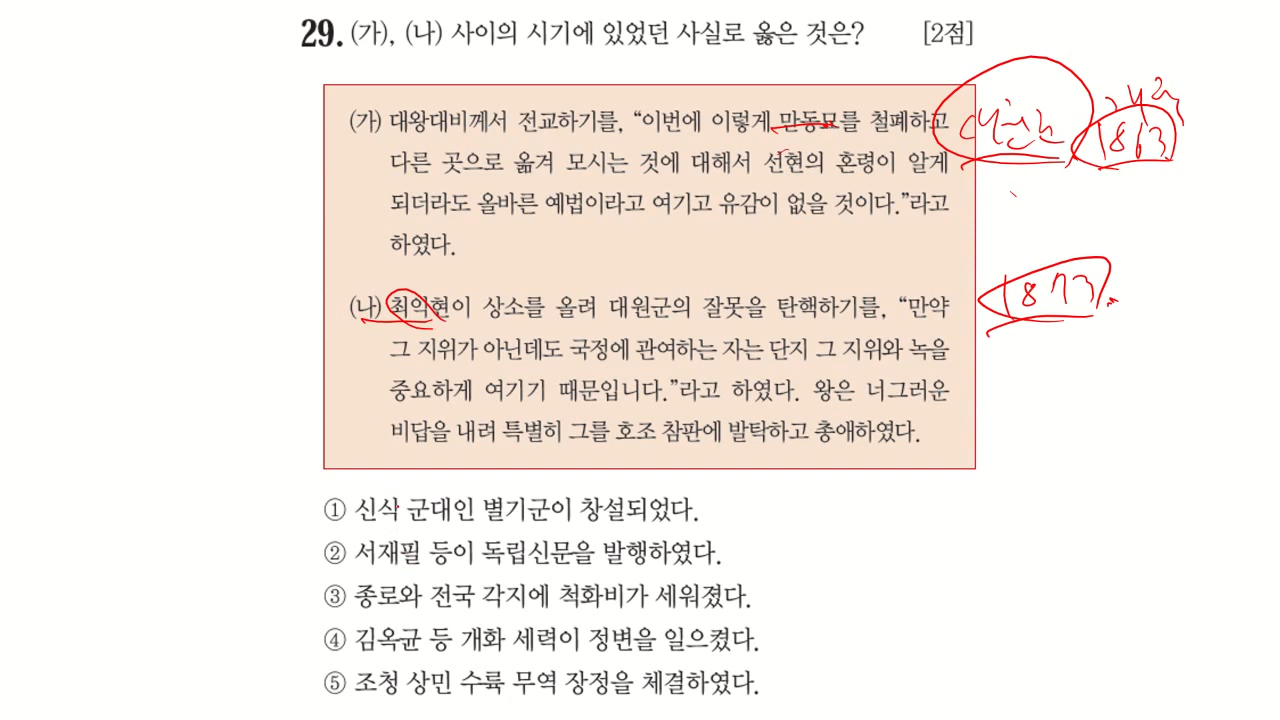 29. (가), (나) 사이의 시기에 있었던 사실로 옳은 것은? [2점]
(가) 대왕대비께서 전교하기를, “이번에 이렇게 만동묘를 철폐하고
다른 곳으로 옮겨 모시는 것에 대해서 선현의 혼령이 알게
되더라도 올바른 예법이라고 여기고 유감이 없을 것이다.”라고
하였다.
1863
(나) 최익현이 상소를 올려 대원군의 잘못을 탄핵하기를, “만약
그 지위가 아닌데도 국정에 관여하는 자는 단지 그 지위와 녹을
중요하게 여기기 때문입니다.”라고 하였다. 왕은 너그러운
비답을 내려 특별히 그를 호조 참판에 발탁하고 총애하였다.
1873
① 신식 군대인 별기군이 창설되었다.
② 서재필 등이 독립신문을 발행하였다.
③ 종로와 전국 각지에 척화비가 세워졌다.
④ 김옥균 등 개화 세력이 정변을 일으켰다.
⑤ 조청 상민 수륙 무역 장정을 체결하였다.